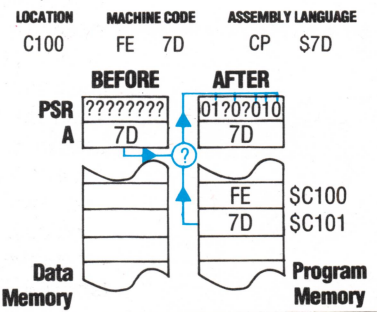 LOCATION MACHINE CODE ASSEMBLY LANGUAGE
C100 FE 7D CP $7D
BEFORE AFTER
PSR ???????? 01?0?010
A 7D 7D
?
FE $C100
7D $C101
Data Memory Program Memory